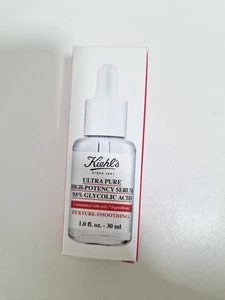 Kiehl's
SINCE 1851
ULTRA PURE
HIGH-POTENCY SERUM
9.8% GLYCOLIC ACID
Formulated with only 7 Ingredients
TEXTURE-SMOOTHING
1.0 fl. oz. - 30 ml